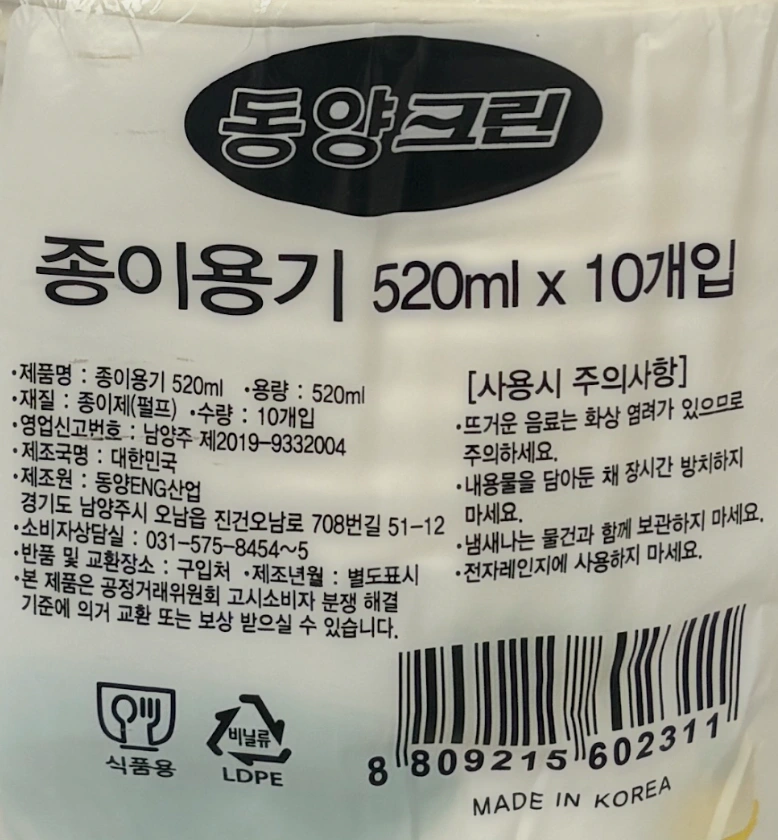 동양크린
종이용기 520ml x 10개입
·제품명 : 종이용기 520ml ·용량 : 520ml
·재질 : 종이제(펄프) ·수량 : 10개입
·영업신고번호 : 남양주 제2019-9332004
·제조국명 : 대한민국
·제조원 : 동양ENG산업
경기도 남양주시 오남읍 진건오남로 708번길 51-12
·소비자상담실 : 031-575-8454~5
·반품 및 교환장소 : 구입처 ·제조년월 : 별도표시
·본 제품은 공정거래위원회 고시소비자 분쟁 해결
기준에 의거 교환 또는 보상 받으실 수 있습니다.
[사용시 주의사항]
·뜨거운 음료는 화상 염려가 있으므로
주의하세요.
·내용물을 담아둔 채 장시간 방치하지
마세요.
·냄새나는 물건과 함께 보관하지 마세요.
·전자레인지에 사용하지 마세요.
식품용
비닐류
LDPE
8 809215 602311
MADE IN KOREA